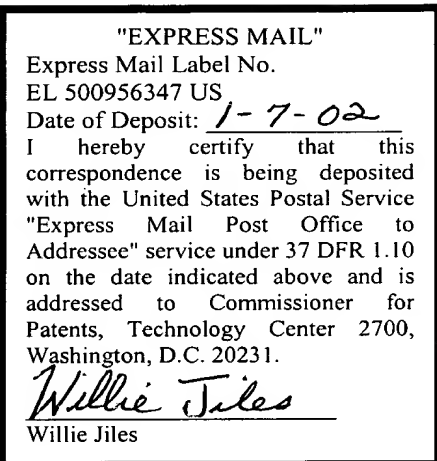 "EXPRESS MAIL"
Express Mail Label No.
EL 500956347 US
Date of Deposit: 1-7-02
I hereby certify that this
correspondence is being deposited
with the United States Postal Service
"Express Mail Post Office to
Addressee" service under 37 DFR 1.10
on the date indicated above and is
addressed to Commissioner for
Patents, Technology Center 2700,
Washington, D.C. 20231.
Willie Jiles
Willie Jiles